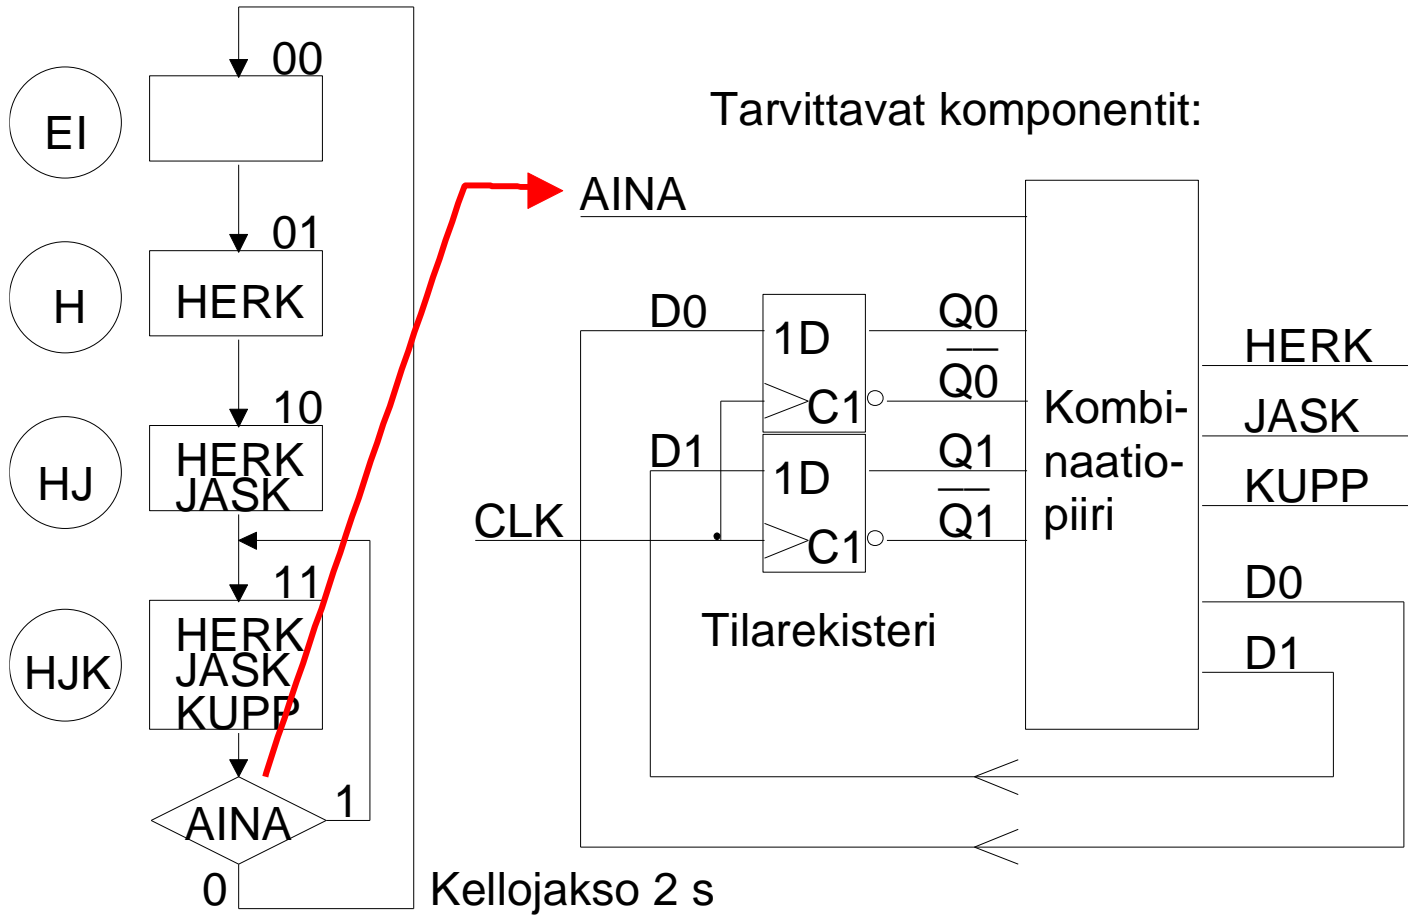 00
EI
01
H
HERK
10
HJ
HERK
JASK
11
HJK
HERK
JASK
KUPP
AINA
1
0
Kellojakso 2 s
Tarvittavat komponentit:
AINA
D0
1D
C1
Q0
Q0
D1
1D
C1
Q1
Q1
CLK
Tilarekisteri
Kombi-
naatio-
piiri
HERK
JASK
KUPP
D0
D1